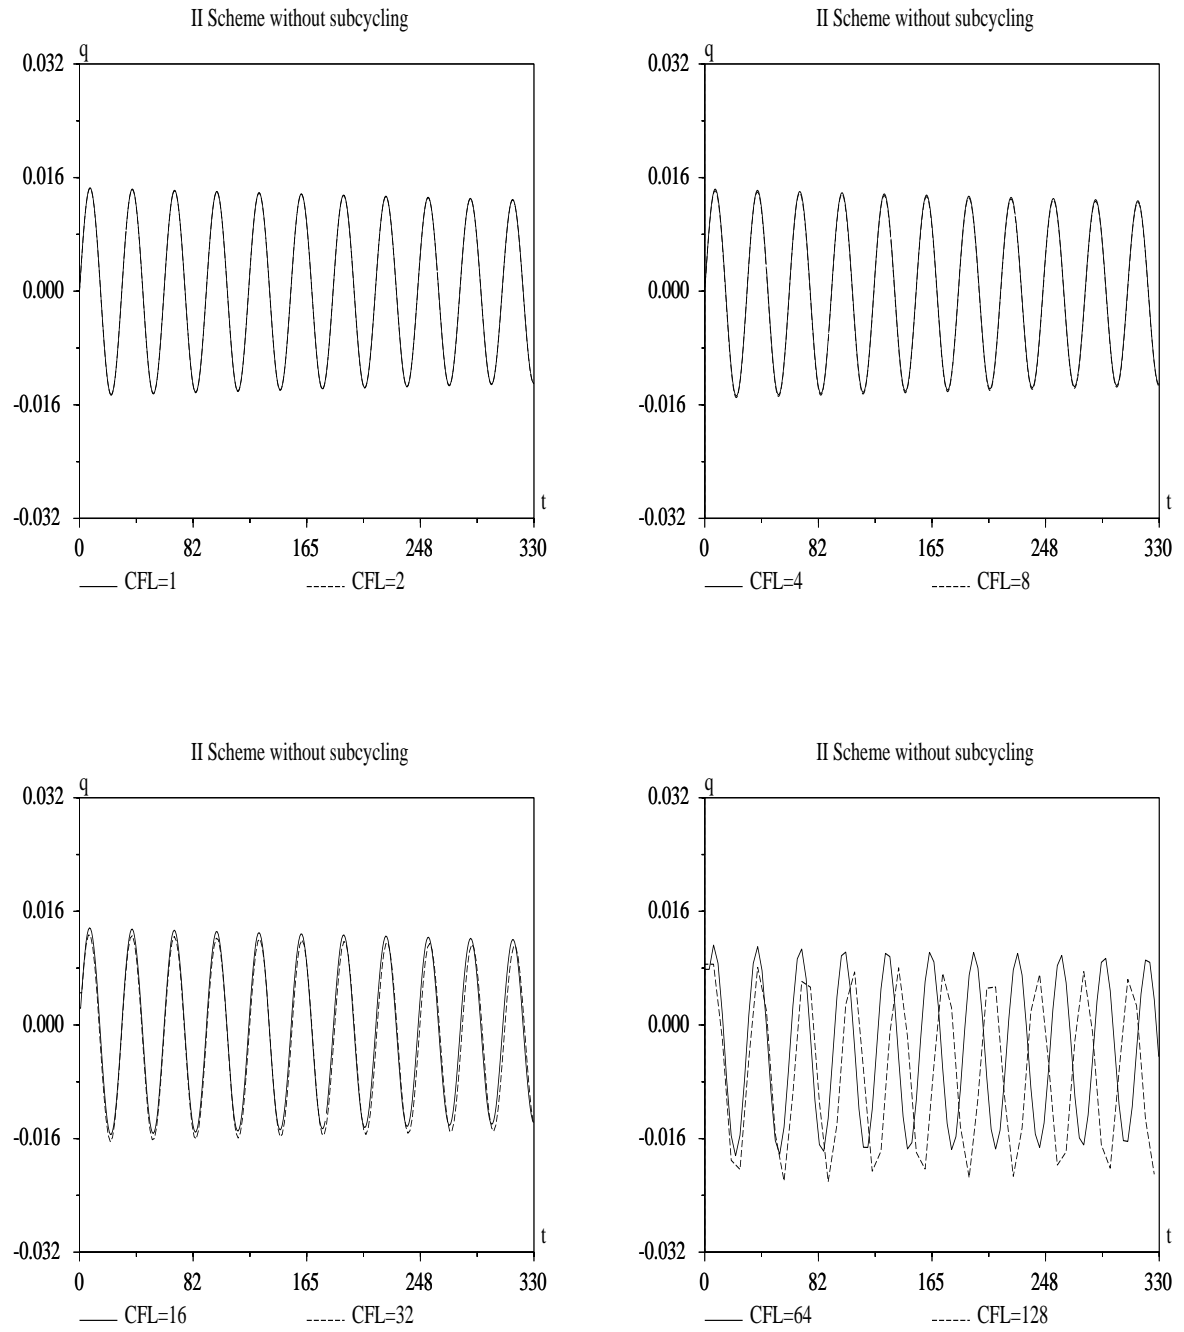 II Scheme without subcycling
q
0.032
0.016
0.000
-0.016
-0.032
t
0 82 165 248 330
CFL=1 CFL=2
II Scheme without subcycling
q
0.032
0.016
0.000
-0.016
-0.032
t
0 82 165 248 330
CFL=4 CFL=8
II Scheme without subcycling
q
0.032
0.016
0.000
-0.016
-0.032
t
0 82 165 248 330
CFL=16 CFL=32
II Scheme without subcycling
q
0.032
0.016
0.000
-0.016
-0.032
t
0 82 165 248 330
CFL=64 CFL=128